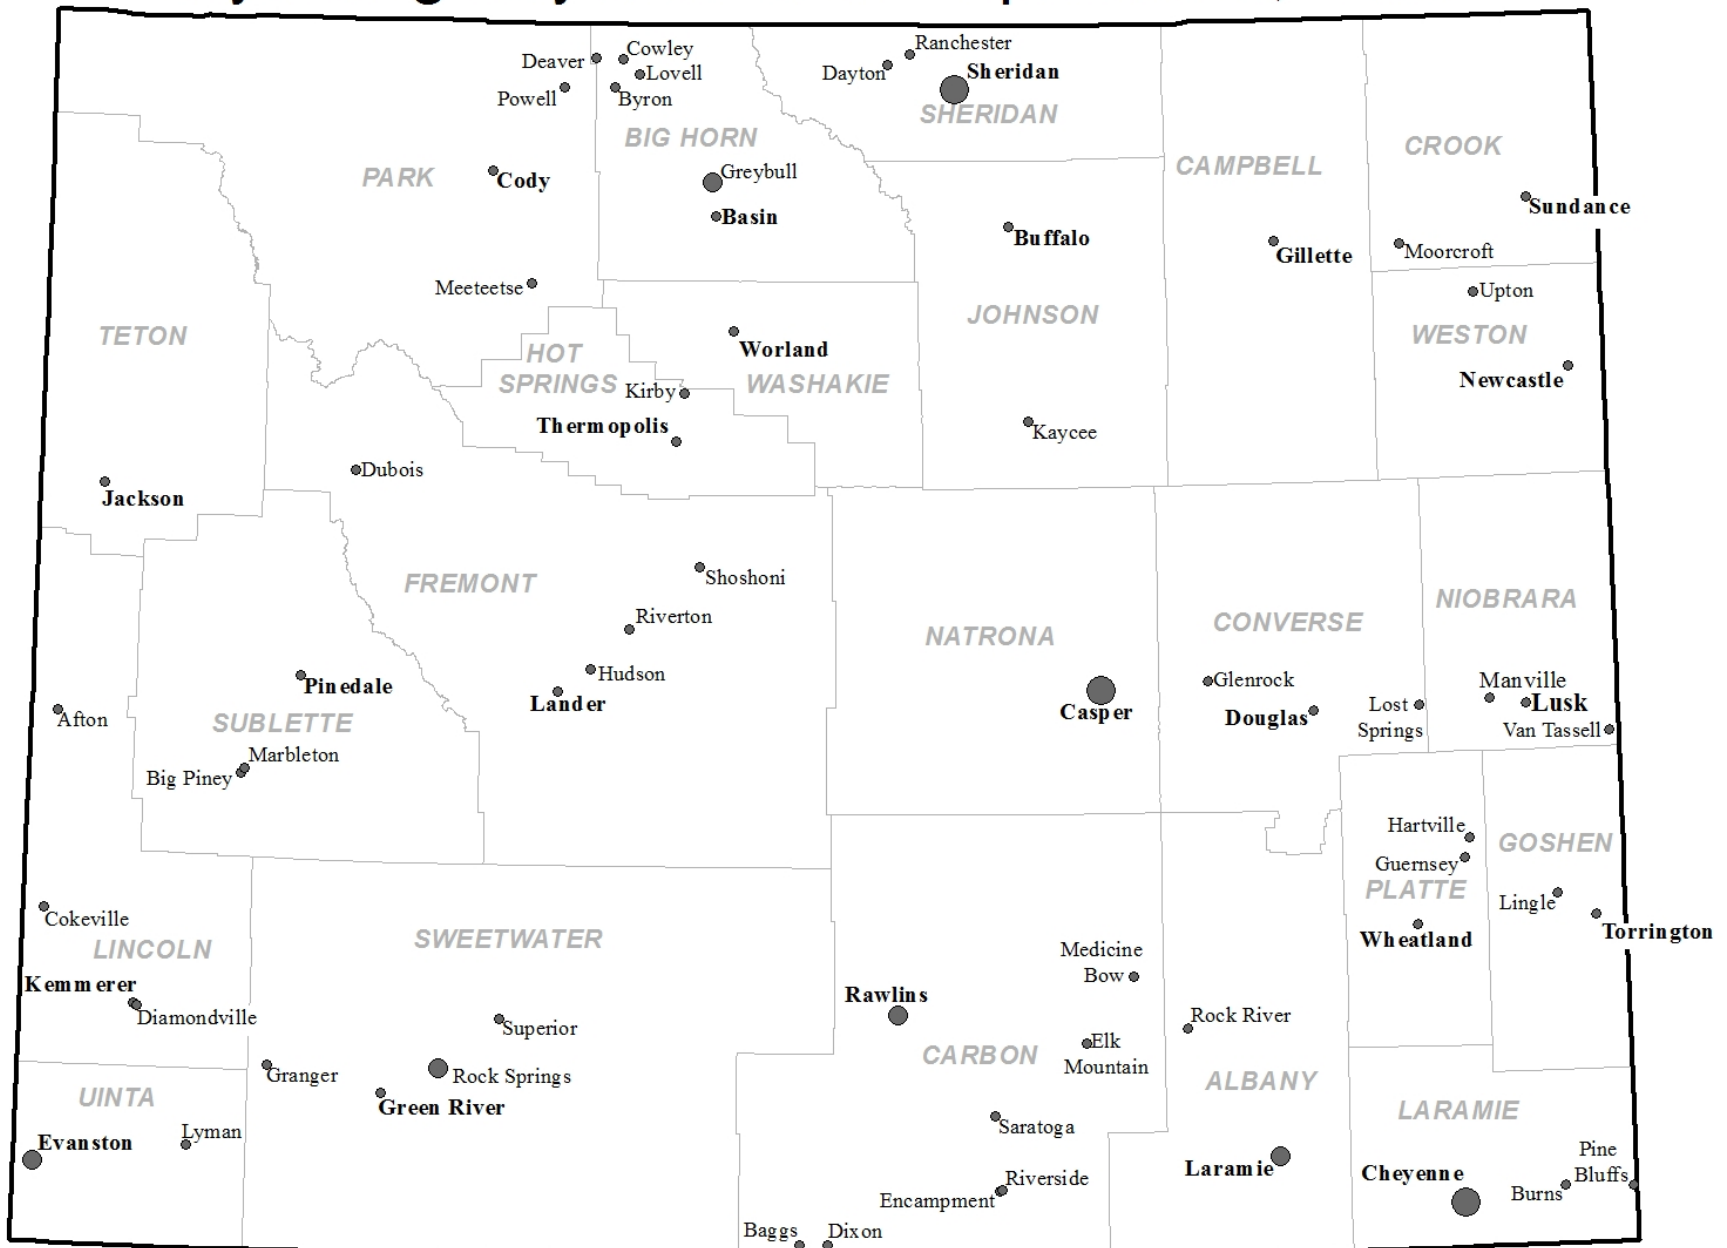 Ranchester
Cowley
Deaver
Lovell
Dayton
Sheridan
Powell
Byron
SHERIDAN
BIG HORN
CROOK
CAMPBELL
Greybull
PARK
Cody
Sundance
Basin
Buffalo
Moorcroft
Gillette
Meeteetse
Upton
JOHNSON
TETON
WESTON
Worland
HOT
SPRINGS
WASHAKIE
Newcastle
Kirby
Thermopolis
Kaycee
Dubois
Jackson
Shoshoni
FREMONT
NIOBRARA
Riverton
CONVERSE
NATRONA
Hudson
Glenrock
Manville
Pinedale
Lander
Lusk
Lost
Springs
Casper
Douglas
Afton
SUBLETTE
Van Tassell
Marbleton
Big Piney
Hartville
GOSHEN
Guernsey
PLATTE
Lingle
Cokeville
Torrington
SWEETWATER
Wheatland
LINCOLN
Medicine
Bow
Kemmerer
Rawlins
Diamondville
Rock River
Superior
Elk
Mountain
CARBON
Granger
Rock Springs
ALBANY
UINTA
Green River
LARAMIE
Saratoga
Lyman
Evanston
Pine
Bluffs
Laramie
Cheyenne
Riverside
Burns
Encampment
Baggs
Dixon